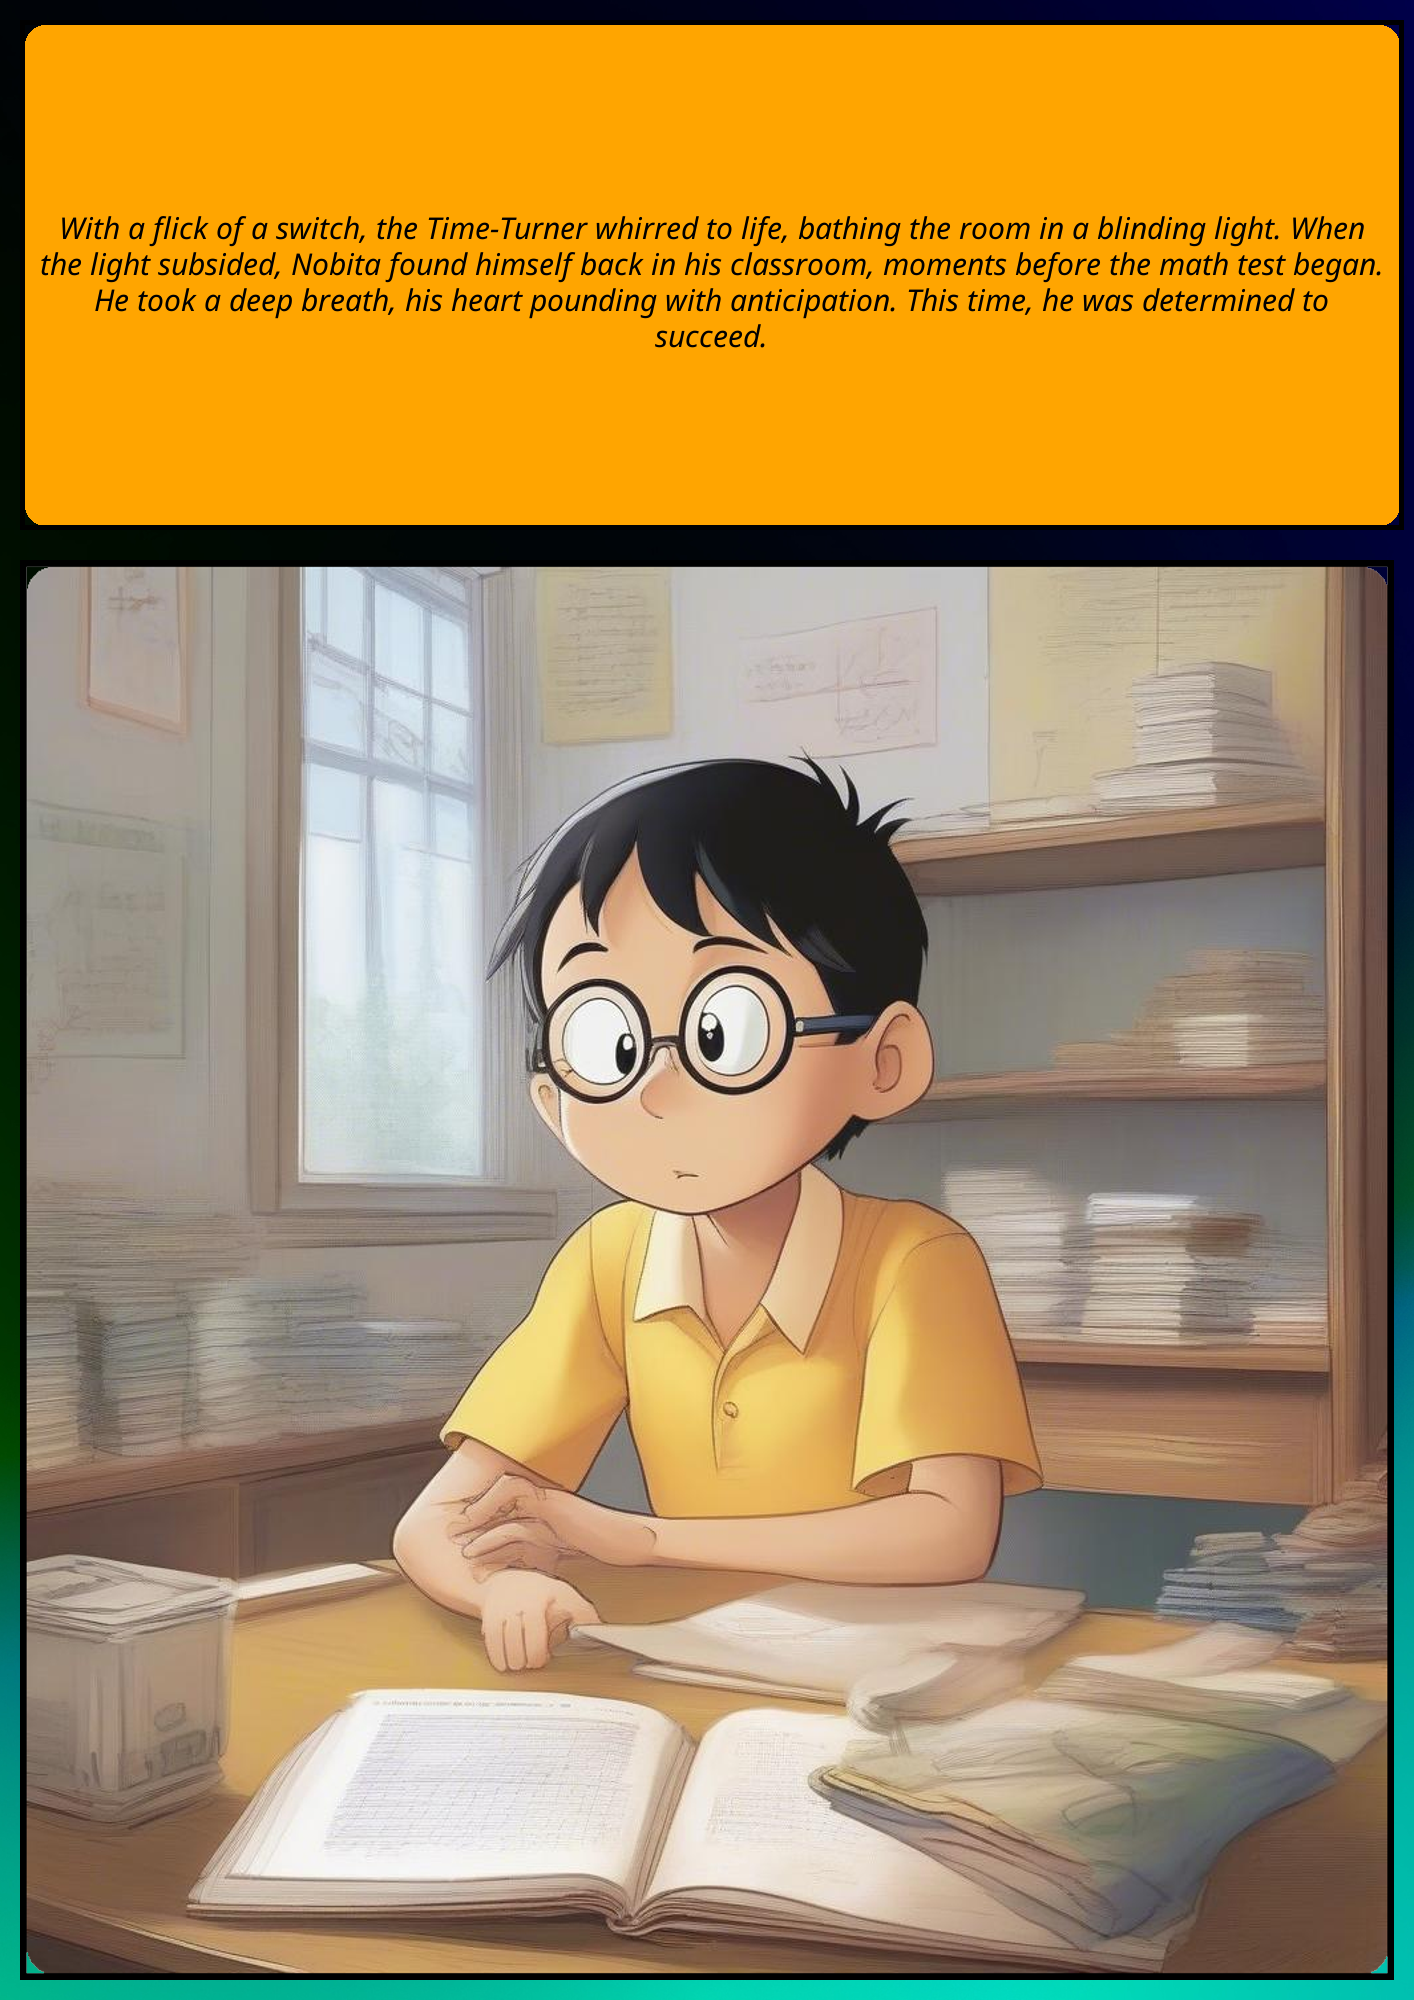 With a flick of a switch, the Time-Turner whirred to life, bathing the room in a blinding light. When
the light subsided, Nobita found himself back in his classroom, moments before the math test began.
He took a deep breath, his heart pounding with anticipation. This time, he was determined to
succeed.